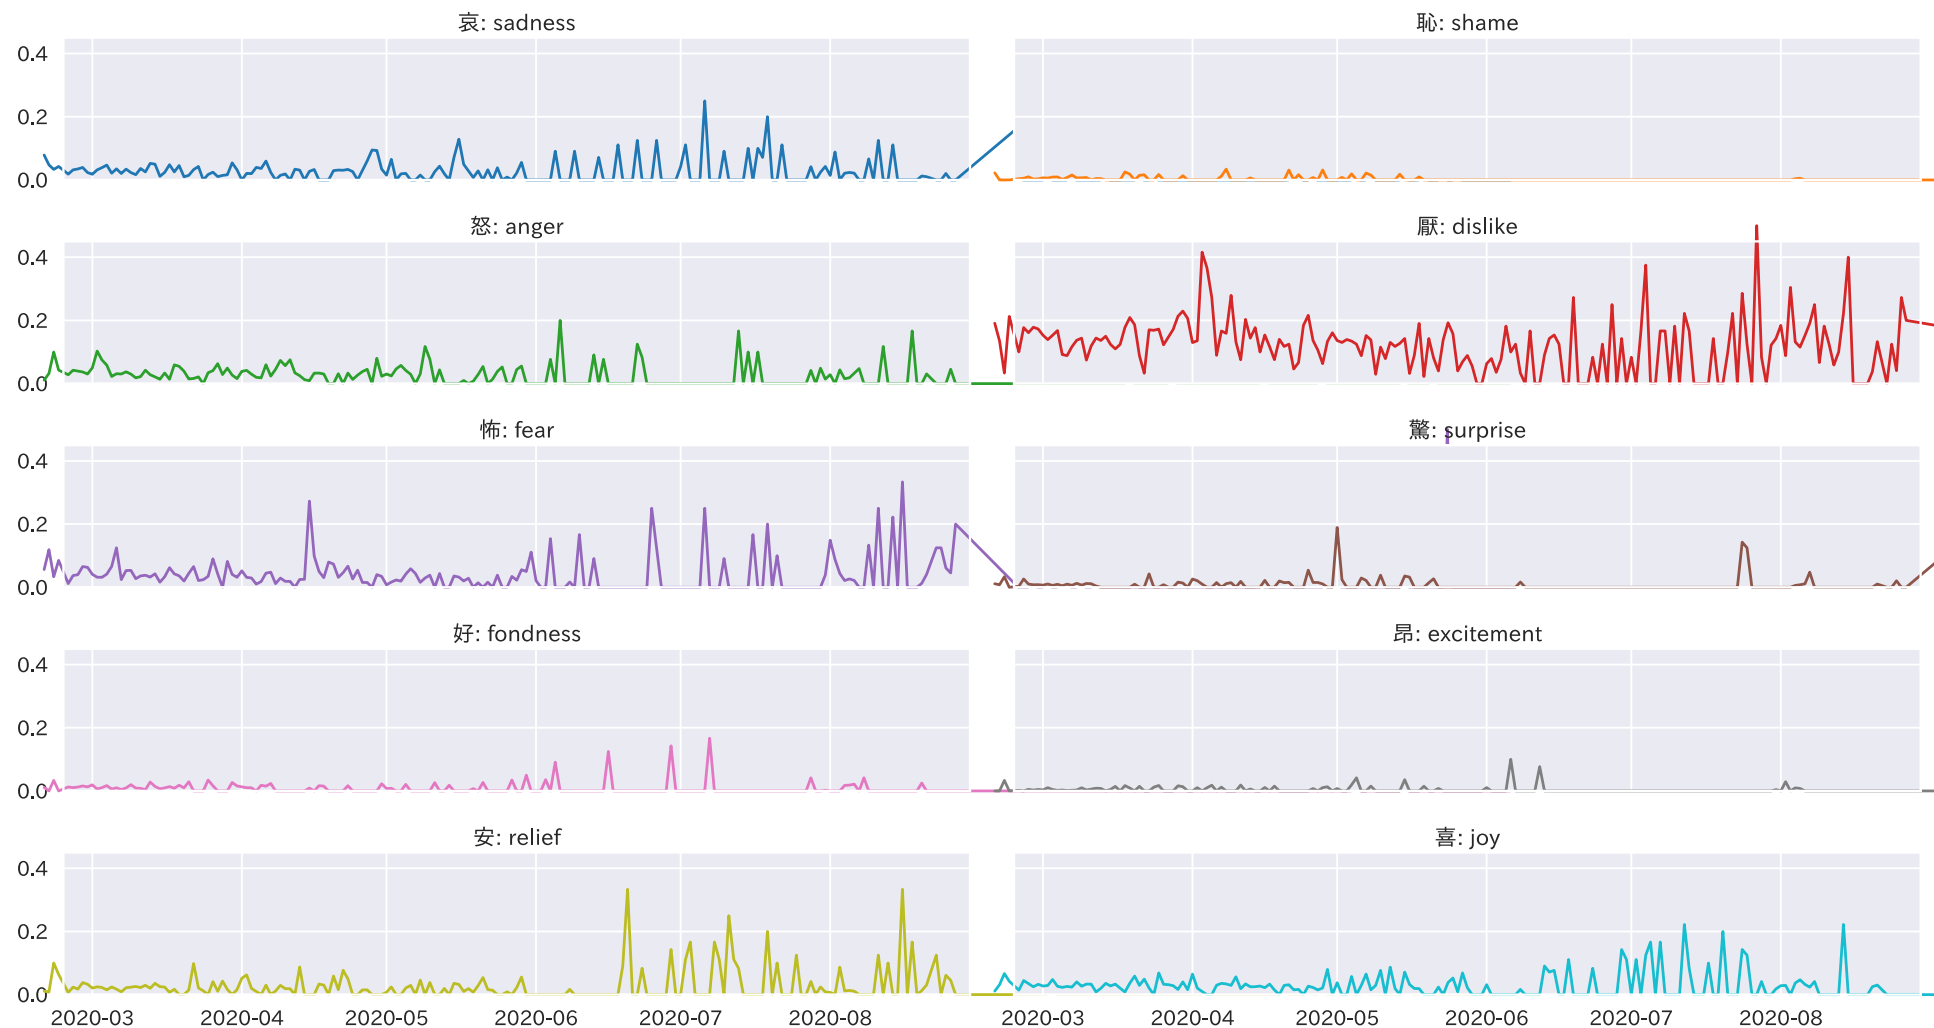 哀: sadness
恥: shame
0.4
0.2
0.0
怒: anger
厭: dislike
0.4
0.2
0.0
怖: fear
驚: surprise
0.4
0.2
0.0
好: fondness
昂: excitement
0.4
0.2
0.0
安: relief
喜: joy
0.4
0.2
0.0
2020-03 2020-04 2020-05 2020-06 2020-07 2020-08 2020-03 2020-04 2020-05 2020-06 2020-07 2020-08